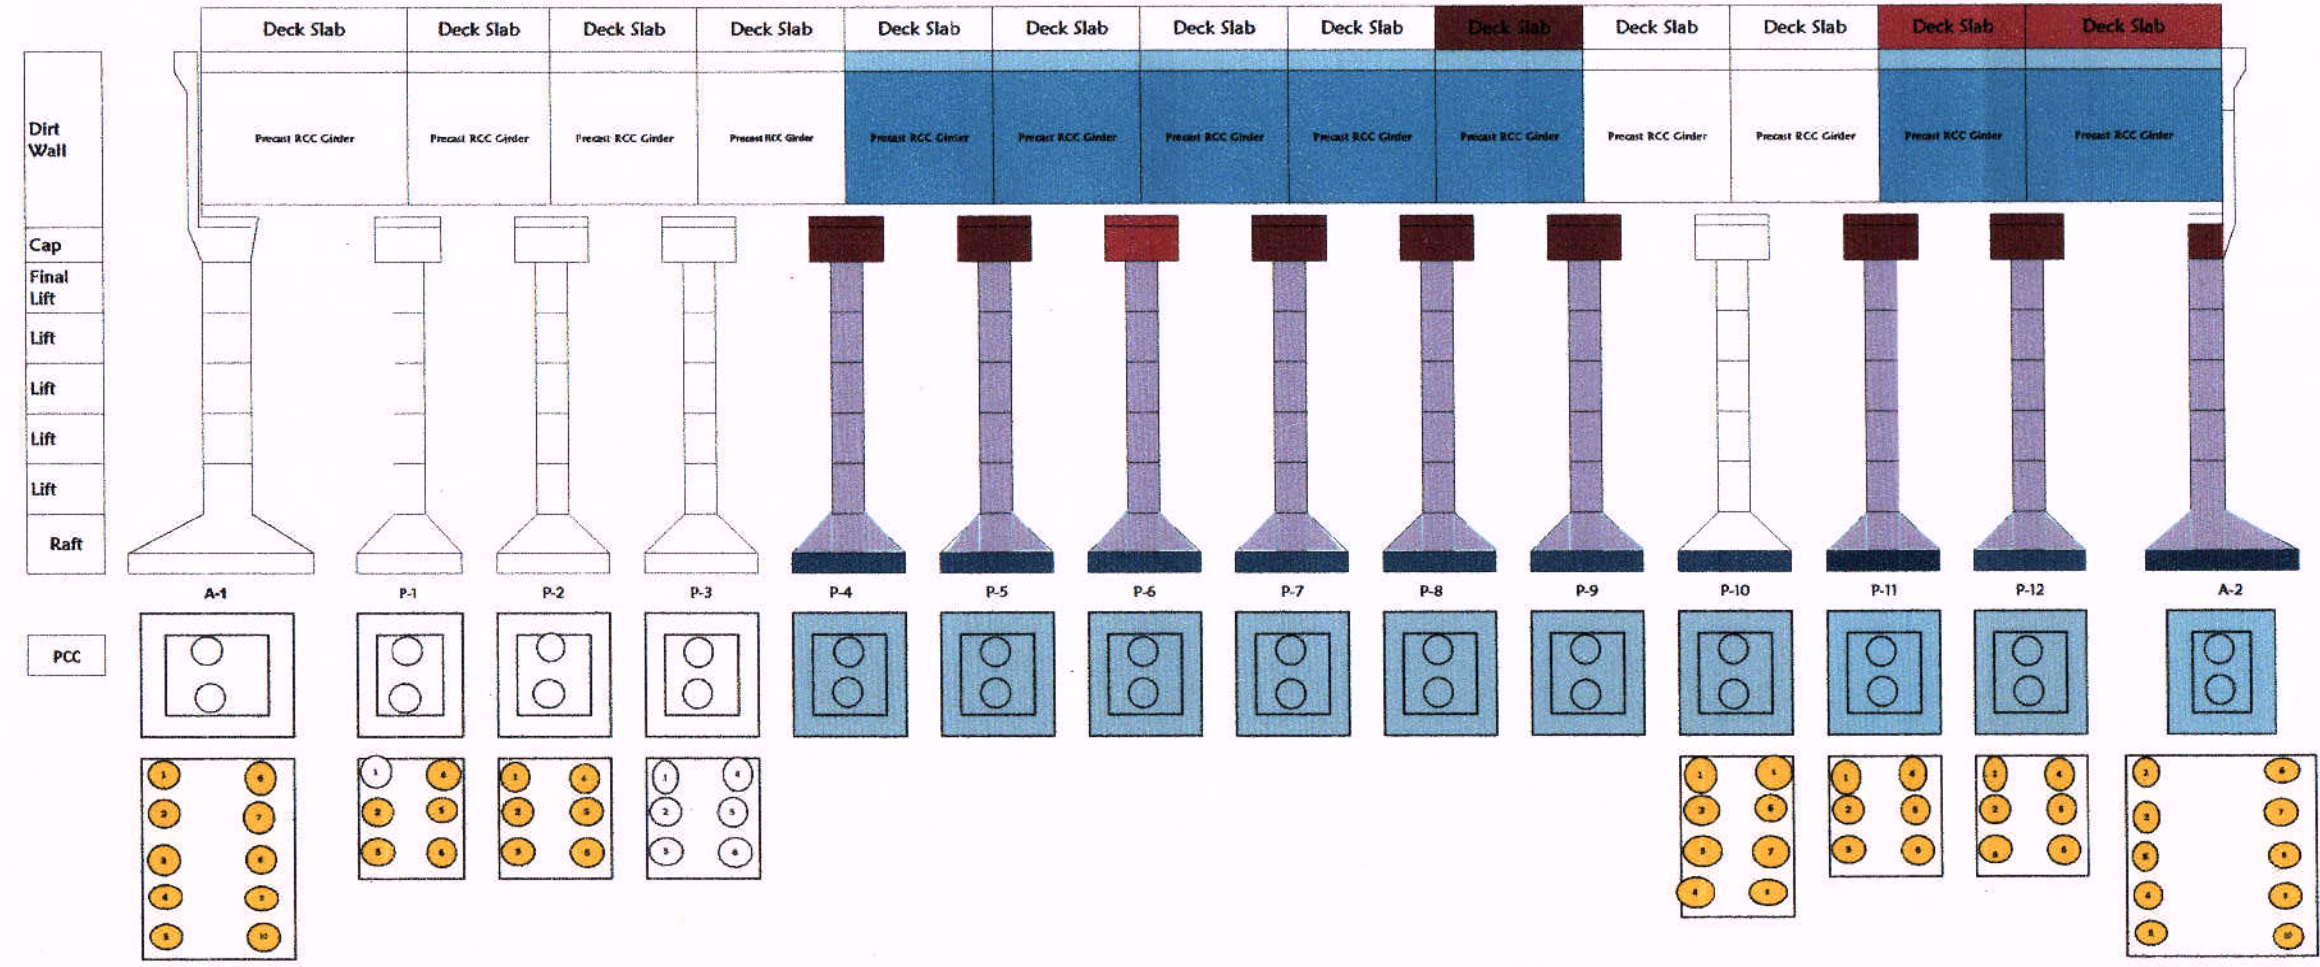 Deck Slab Deck Slab Deck Slab Deck Slab Deck Slab Deck Slab Deck Slab Deck Slab Deck Slab Deck Slab Deck Slab Deck Slab Deck Slab
Dirt
Wall
Precast RCC Girder Precast RCC Girder Precast RCC Girder Precast RCC Girder Precast RCC Girder Precast RCC Girder Precast RCC Girder Precast RCC Girder Precast RCC Girder Precast RCC Girder Precast RCC Girder Precast RCC Girder Precast RCC Girder
Cap
Final
Lift
Lift
Lift
Lift
Lift
Raft
A-1 P-1 P-2 P-3 P-4 P-5 P-6 P-7 P-8 P-9 P-10 P-11 P-12 A-2
PCC